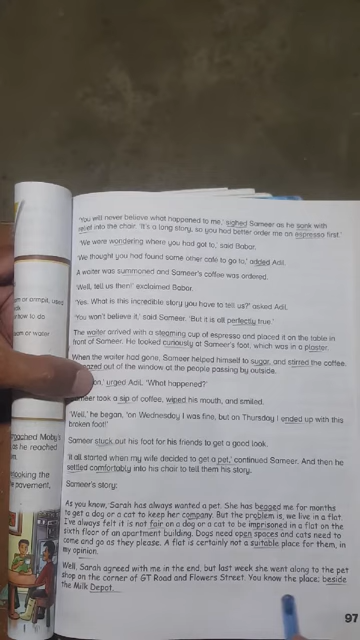 'You will never believe what happened to me,' sighed Sameer as he sank with
relief into the chair. 'It's a long story, so you had better order me an espresso first.'
'We were wondering where you had got to,' said Babar.
'We thought you had found some other café to go to,' added Adil.
A waiter was summoned and Sameer's coffee was ordered.
'Well, tell us then!' exclaimed Babar.
'Yes. What is this incredible story you have to tell us?' asked Adil.
'You won't believe it,' said Sameer. 'But it is all perfectly true.'
The waiter arrived with a steaming cup of espresso and placed it on the table in
front of Sameer. He looked curiously at Sameer's foot, which was in a plaster.
When the waiter had gone, Sameer helped himself to sugar, and stirred the coffee
out of the window at the people passing by outside.
urged Adil. 'What happened?'
took a sip of coffee, wiped his mouth, and smiled.
'Well,' he began, 'on Wednesday I was fine, but on Thursday I ended up with this
broken foot!'
Sameer stuck out his foot for his friends to get a good look.
'It all started when my wife decided to get a pet,' continued Sameer. And then he
settled comfortably into his chair to tell them his story.
Sameer's story:
As you know, Sarah has always wanted a pet. She has begged me for months
to get a dog or a cat to keep her company. But the problem is, we live in a flat.
I've always felt it is not fair on a dog or a cat to be imprisoned in a flat on the
sixth floor of an apartment building. Dogs need open spaces and cats need to
come and go as they please. A flat is certainly not a suitable place for them, in
my opinion.
Well, Sarah agreed with me in the end, but last week she went along to the pet
shop on the corner of GT Road and Flowers Street. You know the place; beside
the Milk Depot.
97
or armpit, using
how to do
or water
Moby's
as he reached
pavement,